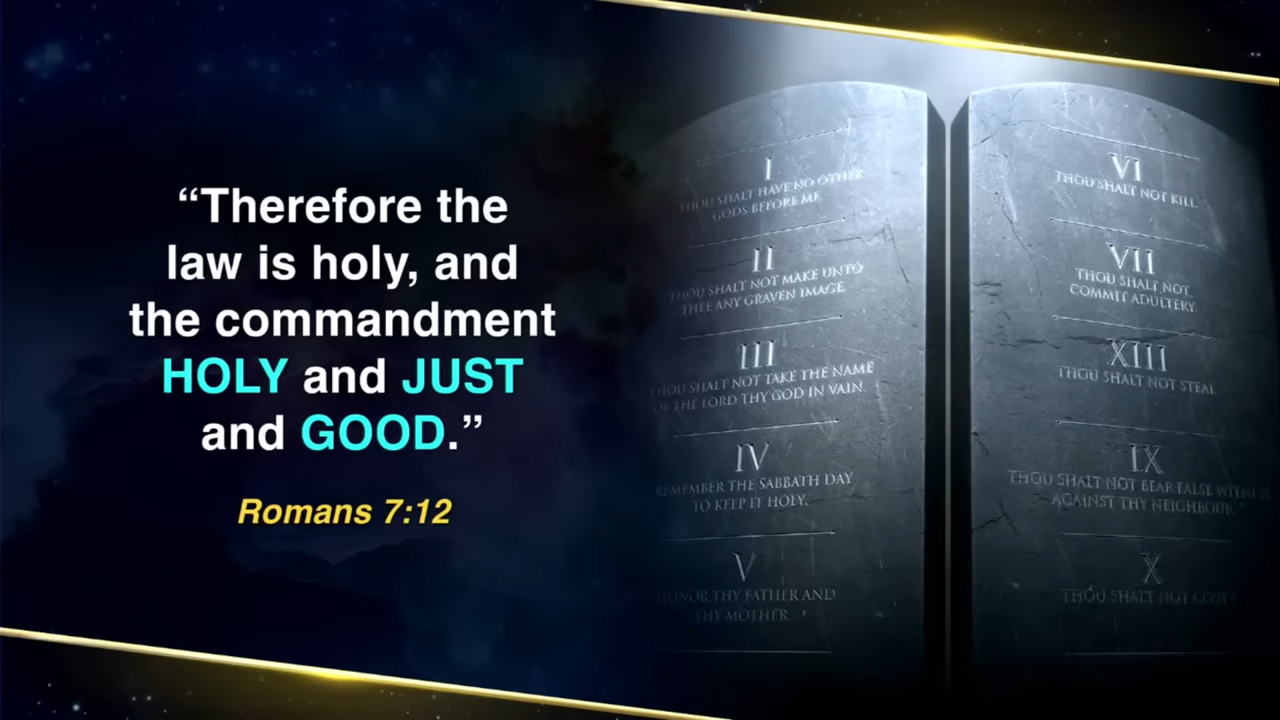 “Therefore the
law is holy, and
the commandment
HOLY and JUST
and GOOD.”
Romans 7:12
I
THOU SHALT HAVE NO OTHER
GODS BEFORE ME.
II
THOU SHALT NOT MAKE UNTO
THEE ANY GRAVEN IMAGE.
III
THOU SHALT NOT TAKE THE NAME
OF THE LORD THY GOD IN VAIN.
IV
REMEMBER THE SABBATH DAY
TO KEEP IT HOLY.
V
HONOR THY FATHER AND
THY MOTHER.
VI
THOU SHALT NOT KILL.
VII
THOU SHALT NOT
COMMIT ADULTERY.
XIII
THOU SHALT NOT STEAL.
IX
THOU SHALT NOT BEAR FALSE WITNESS
AGAINST THY NEIGHBOUR.
X
THOU SHALT NOT COVET